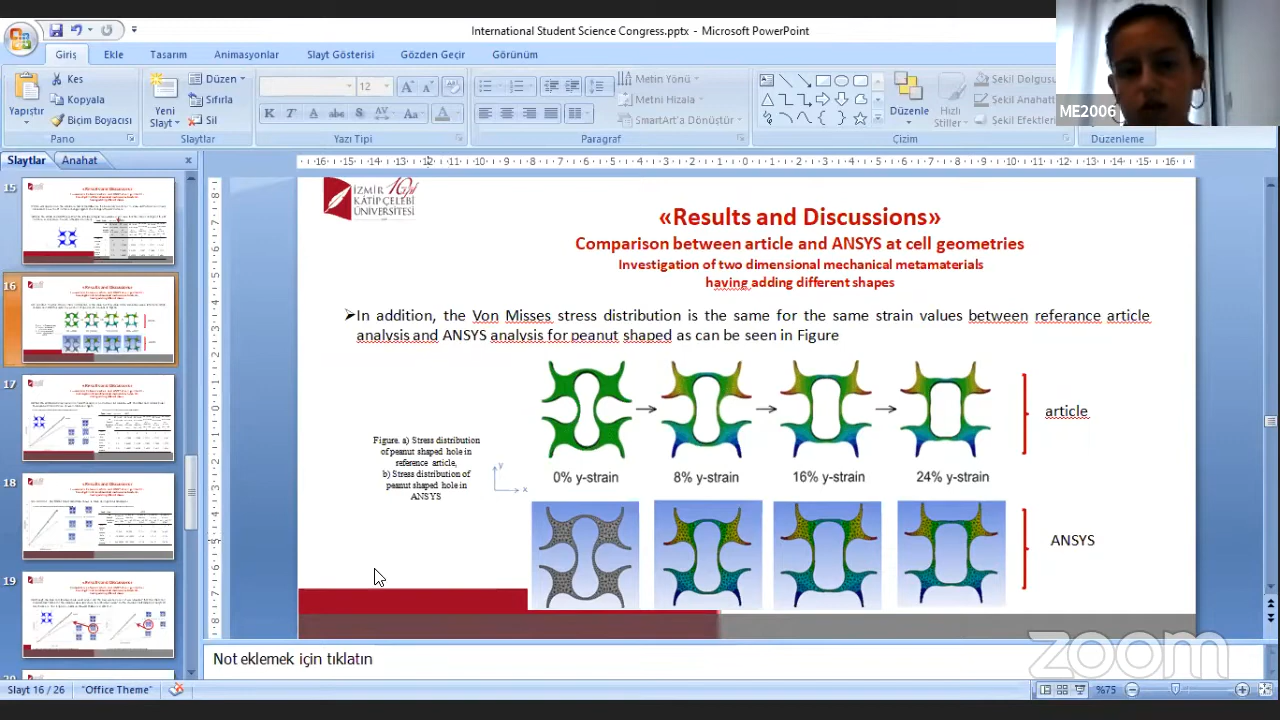 International Student Science Congress.pptx - Microsoft PowerPoint
Giriş Ekle Tasarım Animasyonlar Slayt Gösterisi Gözden Geçir Görünüm
Yapıştır
Kes
Kopyala
Biçim Boyacısı
Pano
Yeni Slayt
Düzen
Sıfırla
Sil
Slaytlar
12
Yazı Tipi
Metin Yönü
Metni Hizala
SmartArt'a Dönüştür
Paragraf
Düzenle
Hızlı Stiller
Şekil Dolgusu
Şekil Anahat
Şekil Efektleri
Çizim
Düzenleme
ME2006
Slaytlar Anahat
15
16
17
18
19
İZMİR
KATİP ÇELEBİ
ÜNİVERSİTESİ
«Results and Discussions»
Comparison between article and ANSYS at cell geometries
Investigation of two dimensional mechanical metamaterials
having adding different shapes
In addition, the Von Misses stress distribution is the same for the same strain values between referance article
analysis and ANSYS analysis for peanut shaped as can be seen in Figure
article
Figure. a) Stress distribution
of peanut shaped hole in
reference article,
b) Stress distribution of
peanut shaped hole in
ANSYS
y
x
0% y-strain 8% y-strain 16% y-strain 24% y-strain
ANSYS
Not eklemek için tıklatın
zoom
Slayt 16 / 26 "Office Theme" %75